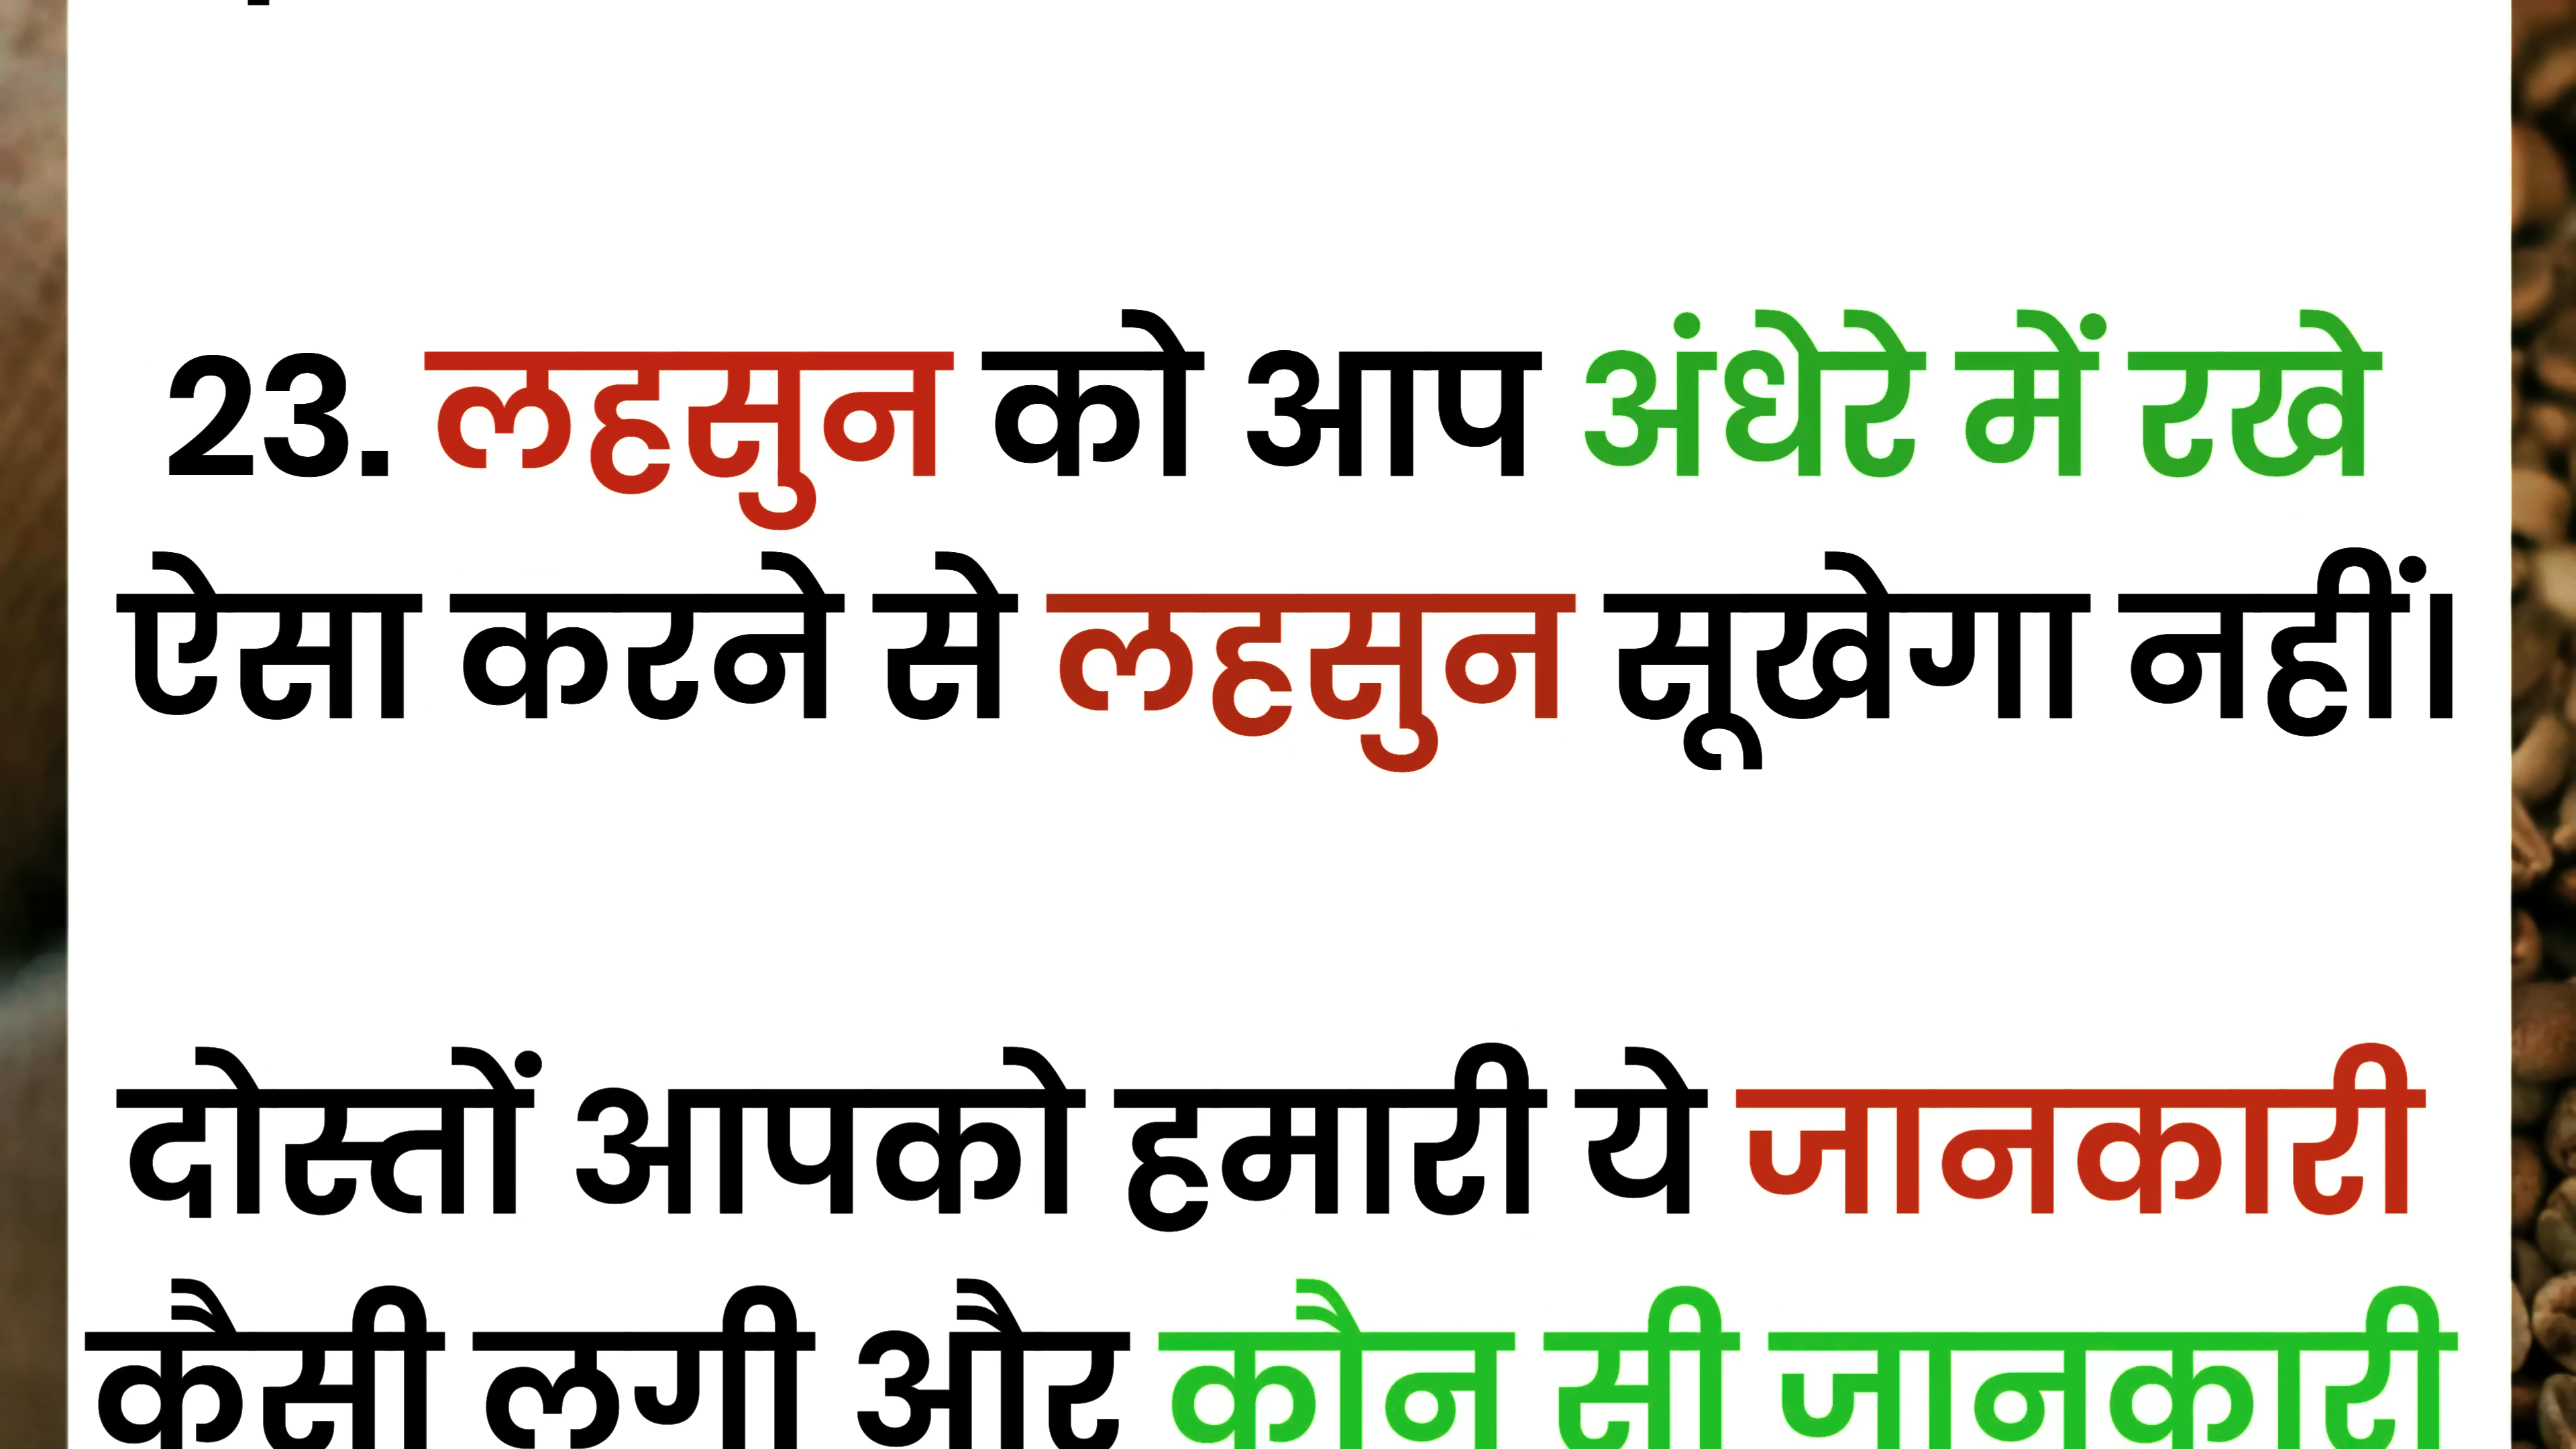 23. लहसुन को आप अंधेरे में रखे
ऐसा करने से लहसुन सूखेगा नहीं।
दोस्तों आपको हमारी ये जानकारी
कैसी लगी और कौन सी जानकारी